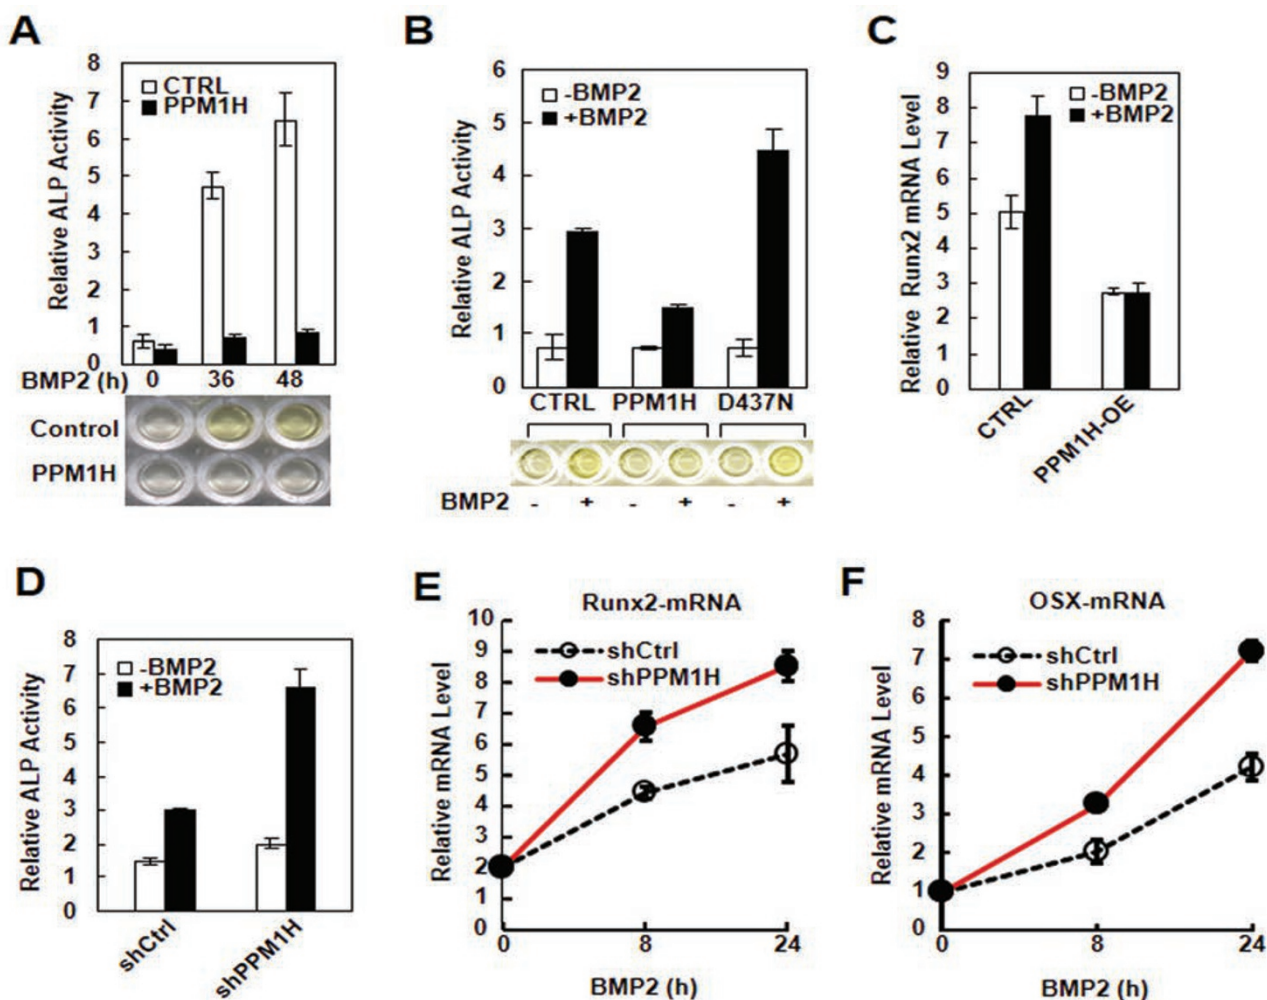 A
Relative ALP Activity
8
7
6
5
4
3
2
1
0
CTRL
PPM1H
BMP2 (h) 0 36 48
Control
PPM1H
B
Relative ALP Activity
6
5
4
3
2
1
0
-BMP2
+BMP2
CTRL PPM1H D437N
BMP2 - + - + - +
C
Relative Runx2 mRNA Level
9
8
7
6
5
4
3
2
1
0
-BMP2
+BMP2
CTRL
PPM1H-OE
D
Relative ALP Activity
8
7
6
5
4
3
2
1
0
-BMP2
+BMP2
shCtrl
shPPM1H
E
Runx2-mRNA
Relative mRNA Level
10
9
8
7
6
5
4
3
2
1
0
shCtrl
shPPM1H
0 8 24
BMP2 (h)
F
OSX-mRNA
Relative mRNA Level
8
7
6
5
4
3
2
1
0
shCtrl
shPPM1H
0 8 24
BMP2 (h)